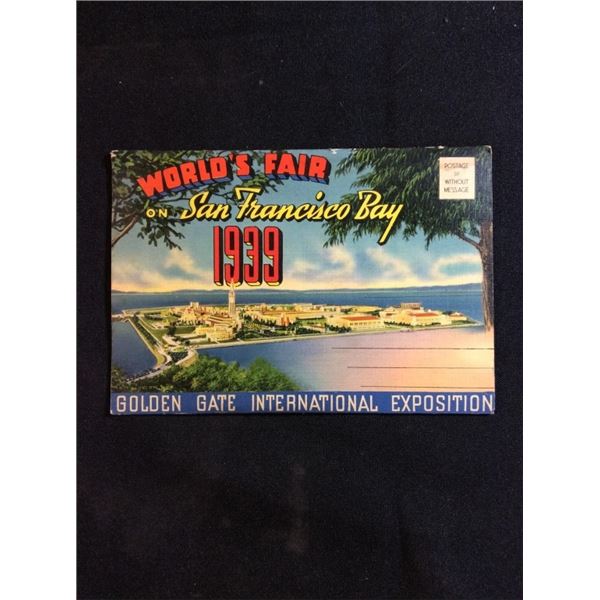 WORLD'S FAIR
ON San Francisco Bay
1939
POSTAGE
1¢
WITHOUT
MESSAGE
GOLDEN GATE INTERNATIONAL EXPOSITION